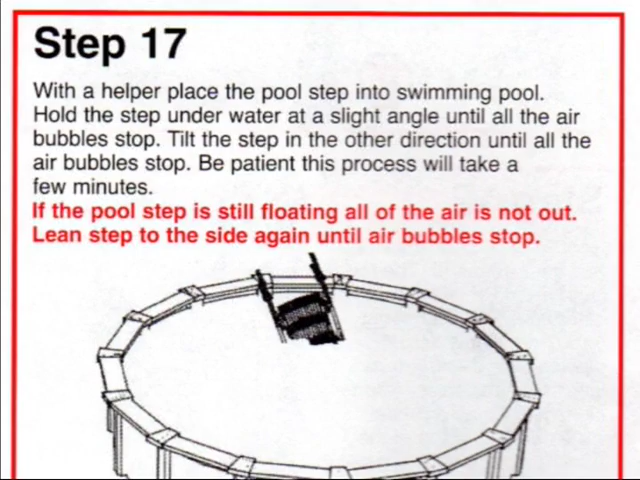 Step 17
With a helper place the pool step into swimming pool.
Hold the step under water at a slight angle until all the air
bubbles stop. Tilt the step in the other direction until all the
air bubbles stop. Be patient this process will take a
few minutes.
If the pool step is still floating all of the air is not out.
Lean step to the side again until air bubbles stop.